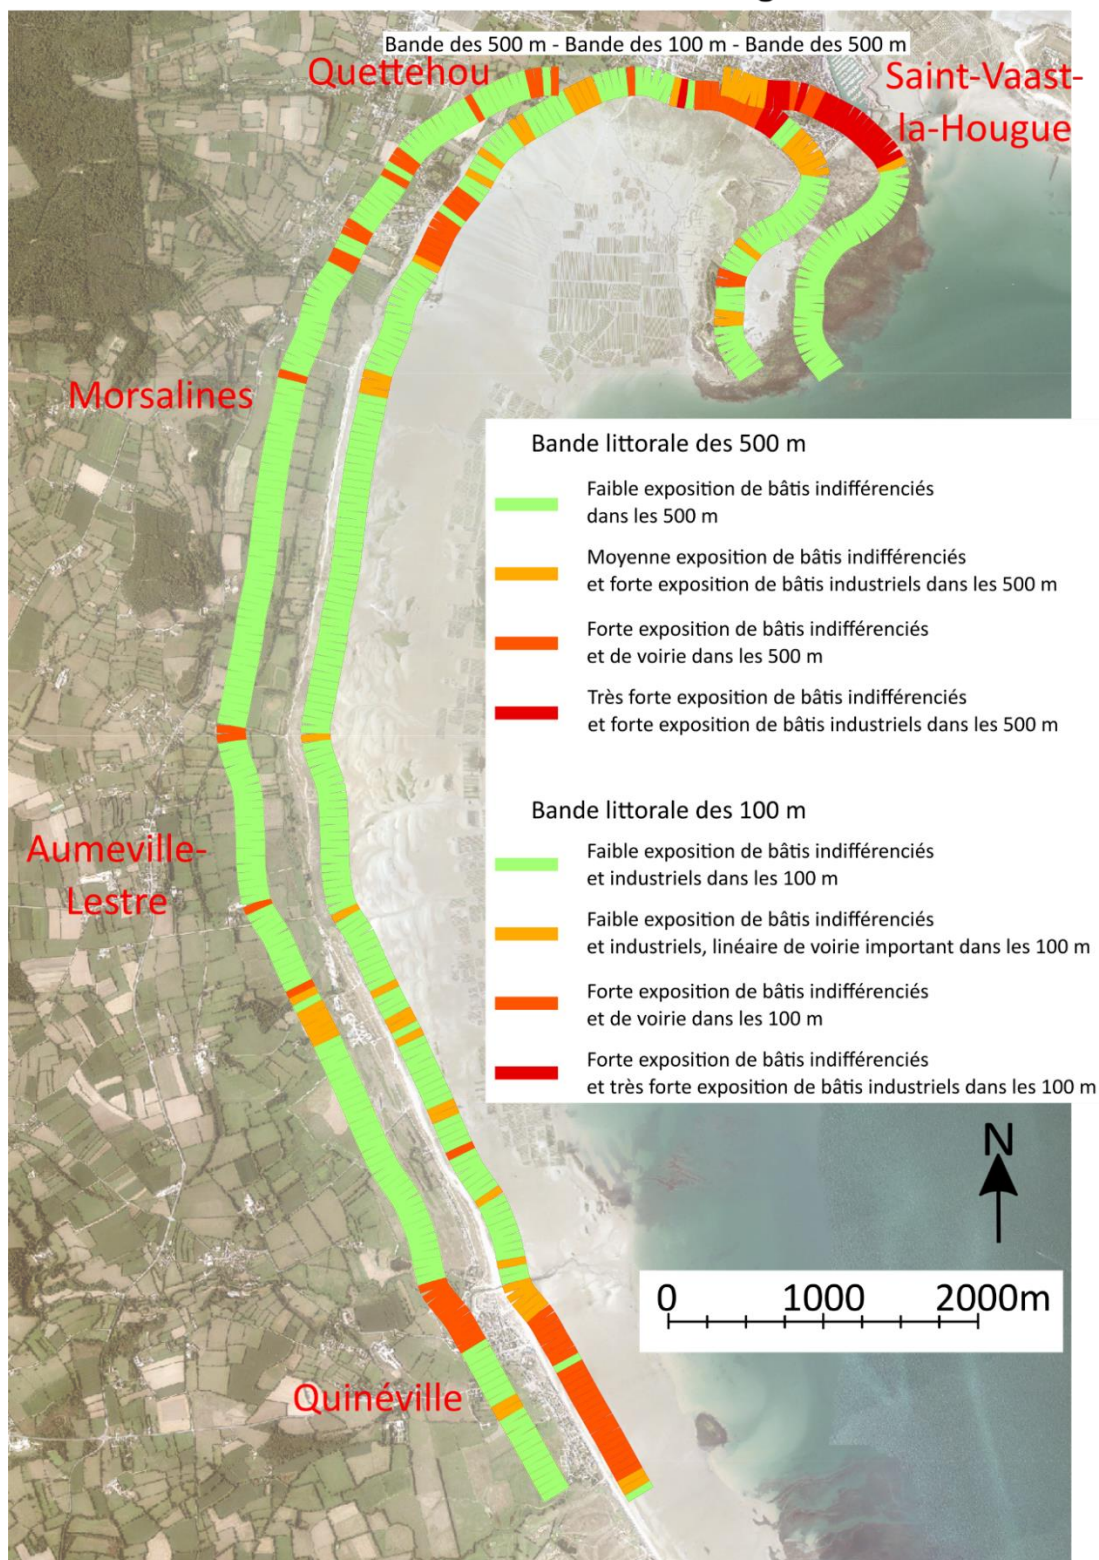 Bande des 500 m - Bande des 100 m - Bande des 500 m
Quettehou
Saint-Vaast-
la-Hougue
Morsalines
Bande littorale des 500 m
Faible exposition de bâtis indifférenciés
dans les 500 m
Moyenne exposition de bâtis indifférenciés
et forte exposition de bâtis industriels dans les 500 m
Forte exposition de bâtis indifférenciés
et de voirie dans les 500 m
Très forte exposition de bâtis indifférenciés
et forte exposition de bâtis industriels dans les 500 m
Bande littorale des 100 m
Faible exposition de bâtis indifférenciés
et industriels dans les 100 m
Faible exposition de bâtis indifférenciés
et industriels, linéaire de voirie important dans les 100 m
Forte exposition de bâtis indifférenciés
et de voirie dans les 100 m
Forte exposition de bâtis indifférenciés
et très forte exposition de bâtis industriels dans les 100 m
Aumeville-
Lestre
N
0 1000 2000m
Quinéville